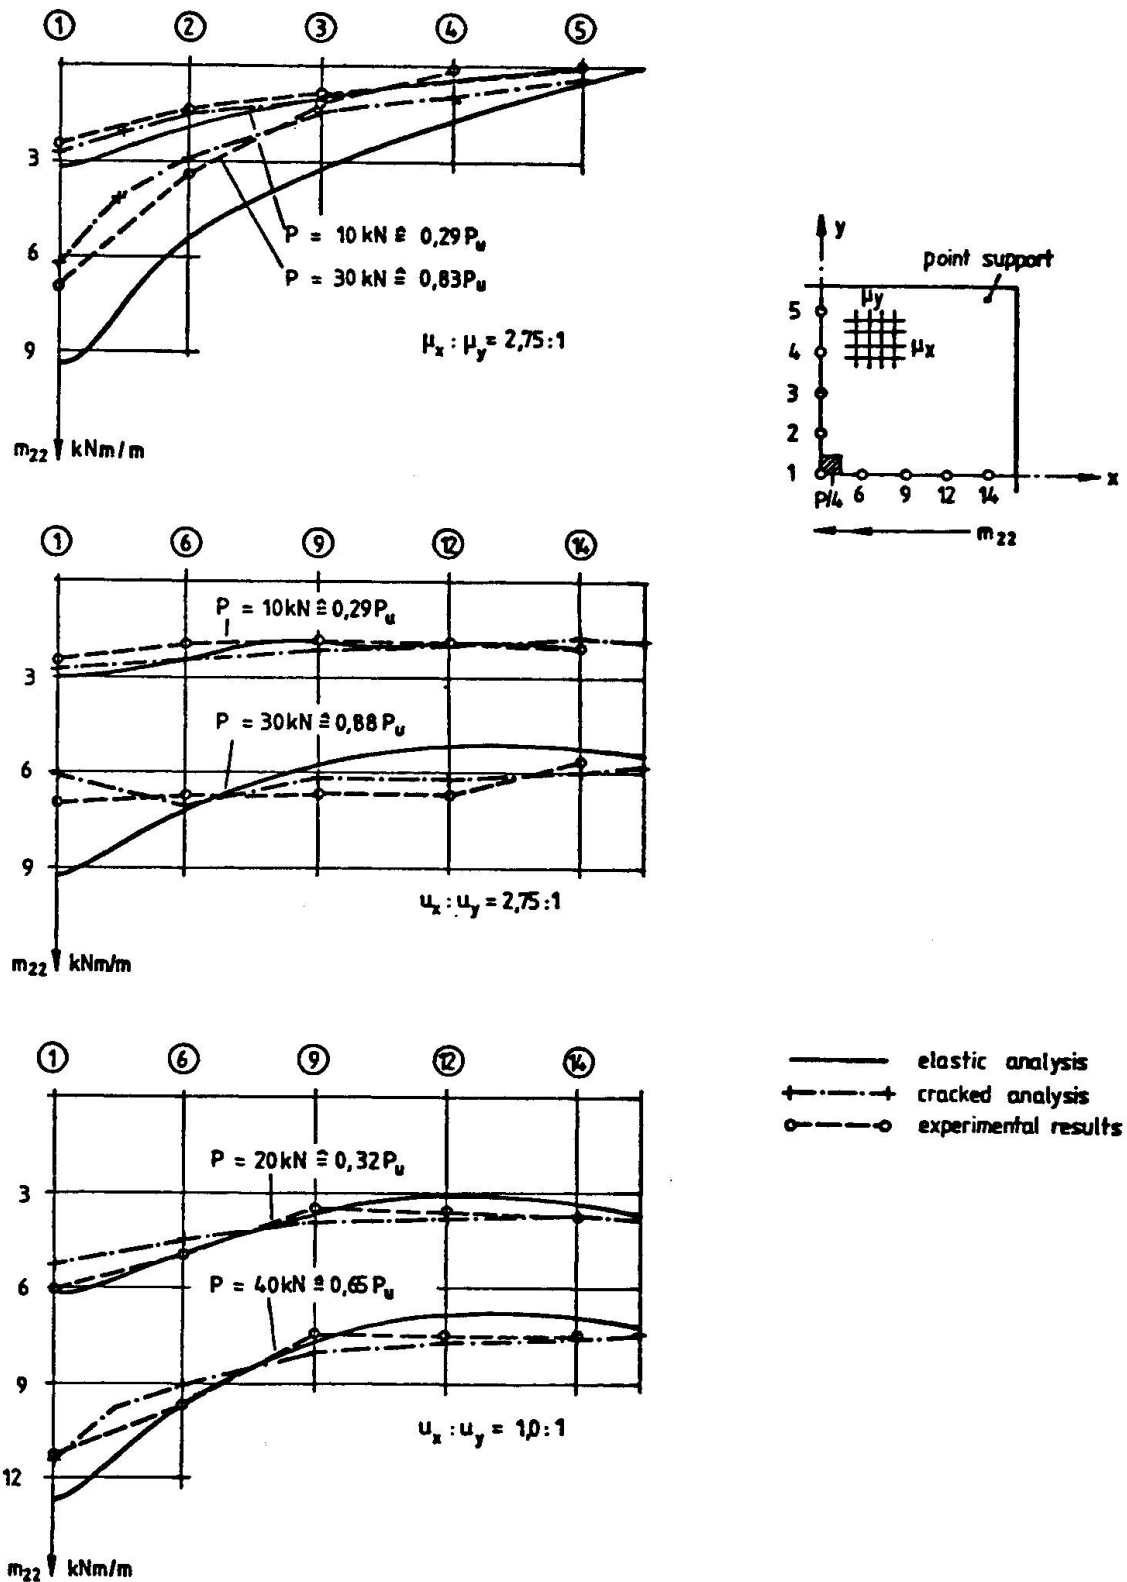 1 2 3 4 5
3
6
9
P = 10 kN ≙ 0,29 Pu
P = 30 kN ≙ 0,83 Pu
μx : μy = 2,75:1
m22 kNm/m
y
point support
μy
μx
5
4
3
2
1
P/4 6 9 12 14
x
m22
1 6 9 12 14
P = 10 kN ≙ 0,29 Pu
3
P = 30 kN ≙ 0,88 Pu
6
9
ux : uy = 2,75:1
m22 kNm/m
1 6 9 12 14
elastic analysis
cracked analysis
experimental results
P = 20 kN ≙ 0,32 Pu
3
6
P = 40 kN ≙ 0,65 Pu
9
ux : uy = 1,0:1
12
m22 kNm/m